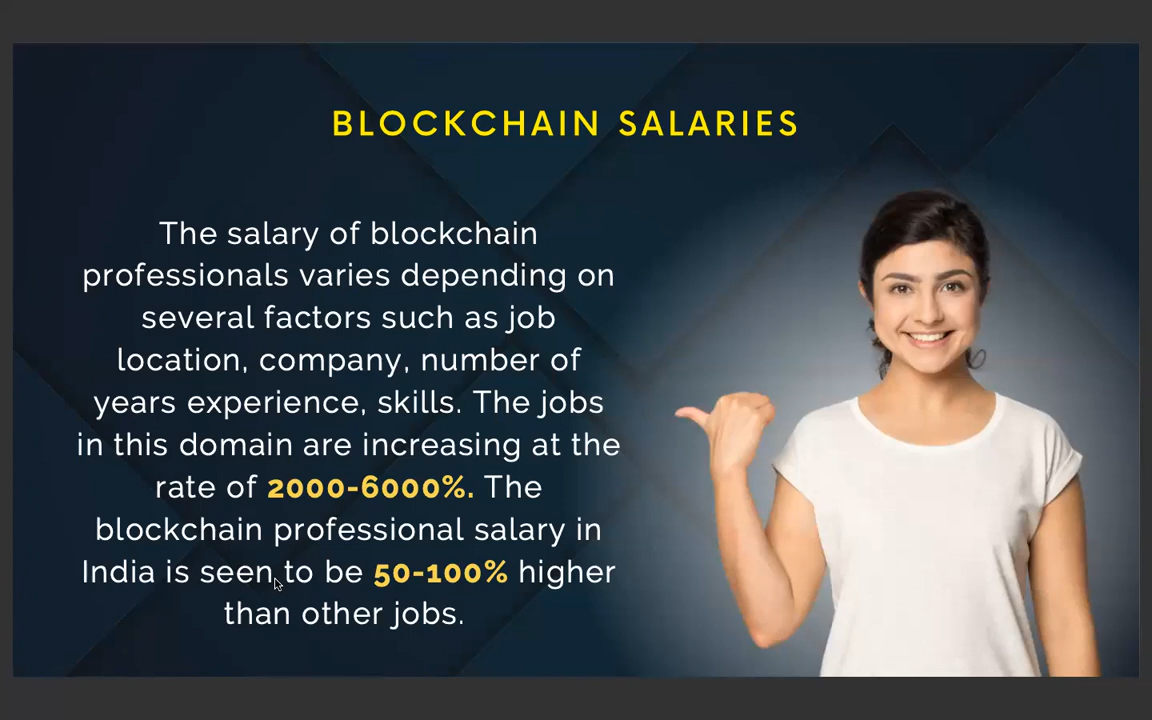 BLOCKCHAIN SALARIES
The salary of blockchain
professionals varies depending on
several factors such as job
location, company, number of
years experience, skills. The jobs
in this domain are increasing at the
rate of 2000-6000%. The
blockchain professional salary in
India is seen to be 50-100% higher
than other jobs.